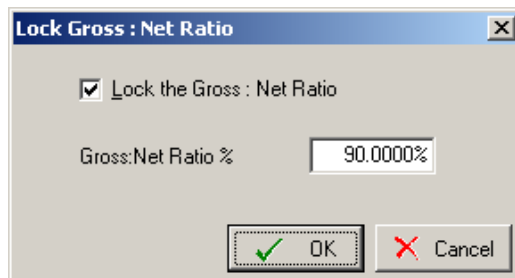 Lock Gross : Net Ratio
Lock the Gross : Net Ratio
Gross:Net Ratio % 90.0000%
OK Cancel